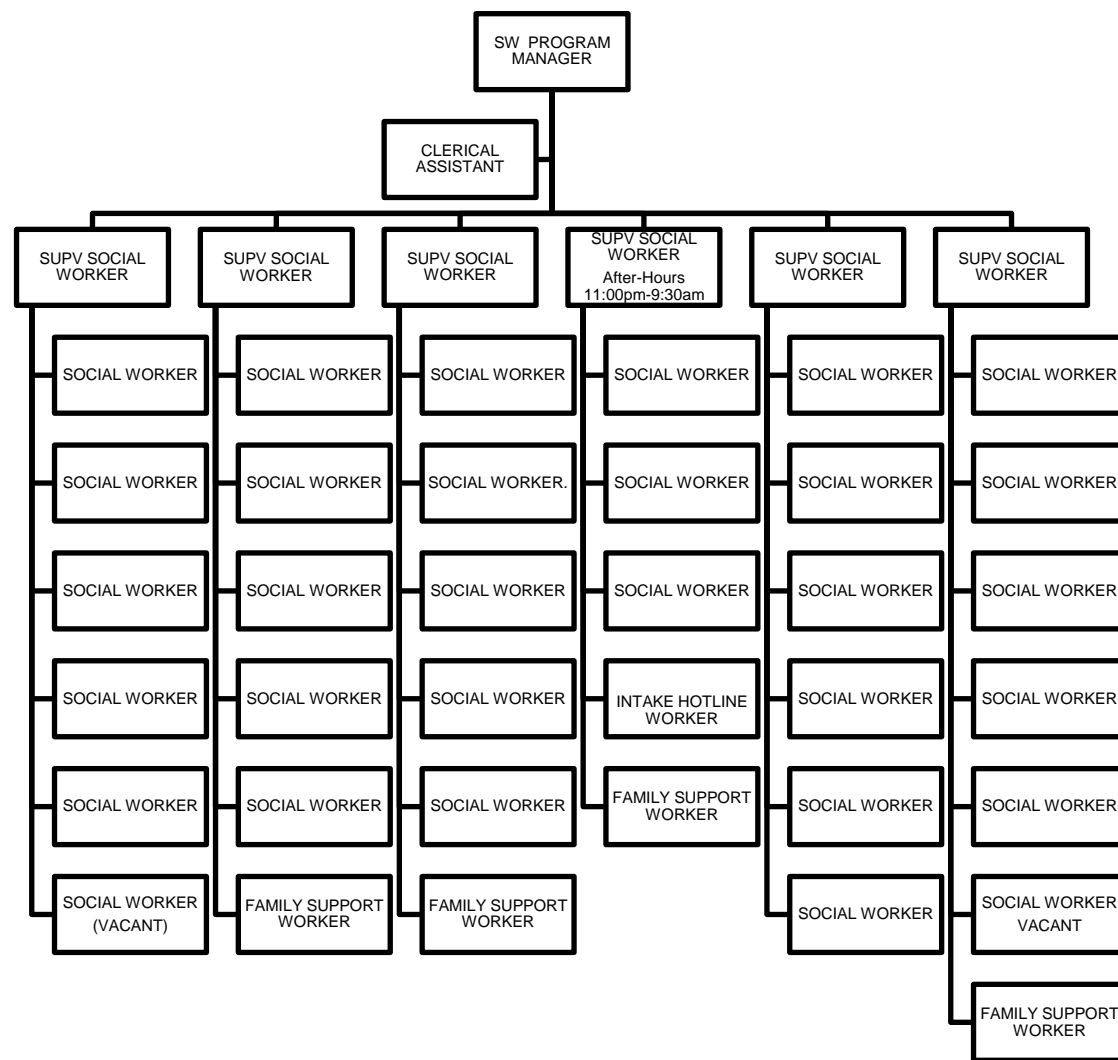 SW PROGRAM
MANAGER
CLERICAL
ASSISTANT
SUPV SOCIAL
WORKER
SUPV SOCIAL
WORKER
SUPV SOCIAL
WORKER
SUPV SOCIAL
WORKER
After-Hours
11:00pm-9:30am
SUPV SOCIAL
WORKER
SUPV SOCIAL
WORKER
SOCIAL WORKER
SOCIAL WORKER
SOCIAL WORKER
SOCIAL WORKER
SOCIAL WORKER
SOCIAL WORKER
SOCIAL WORKER
SOCIAL WORKER
SOCIAL WORKER.
SOCIAL WORKER
SOCIAL WORKER
SOCIAL WORKER
SOCIAL WORKER
SOCIAL WORKER
SOCIAL WORKER
SOCIAL WORKER
SOCIAL WORKER
SOCIAL WORKER
SOCIAL WORKER
SOCIAL WORKER
SOCIAL WORKER
INTAKE HOTLINE
WORKER
SOCIAL WORKER
SOCIAL WORKER
SOCIAL WORKER
SOCIAL WORKER
SOCIAL WORKER
FAMILY SUPPORT
WORKER
SOCIAL WORKER
SOCIAL WORKER
SOCIAL WORKER
(VACANT)
FAMILY SUPPORT
WORKER
FAMILY SUPPORT
WORKER
SOCIAL WORKER
SOCIAL WORKER
VACANT
FAMILY SUPPORT
WORKER